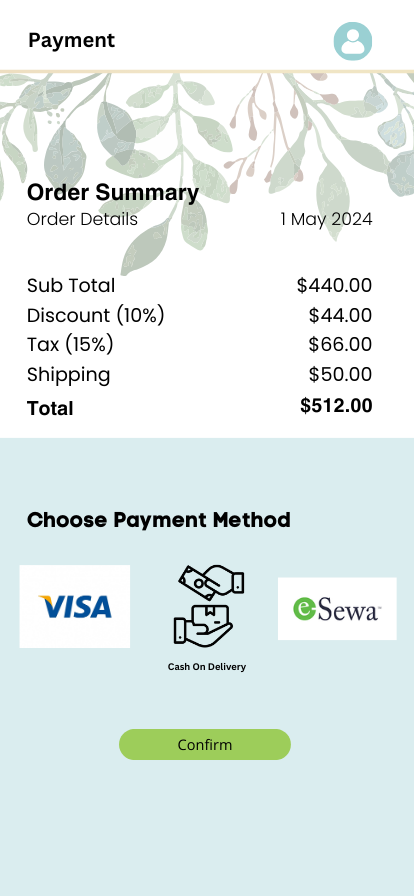 Payment
Order Summary
Order Details 1 May 2024
Sub Total $440.00
Discount (10%) $44.00
Tax (15%) $66.00
Shipping $50.00
Total $512.00
Choose Payment Method
VISA
eSewa
Cash On Delivery
Confirm